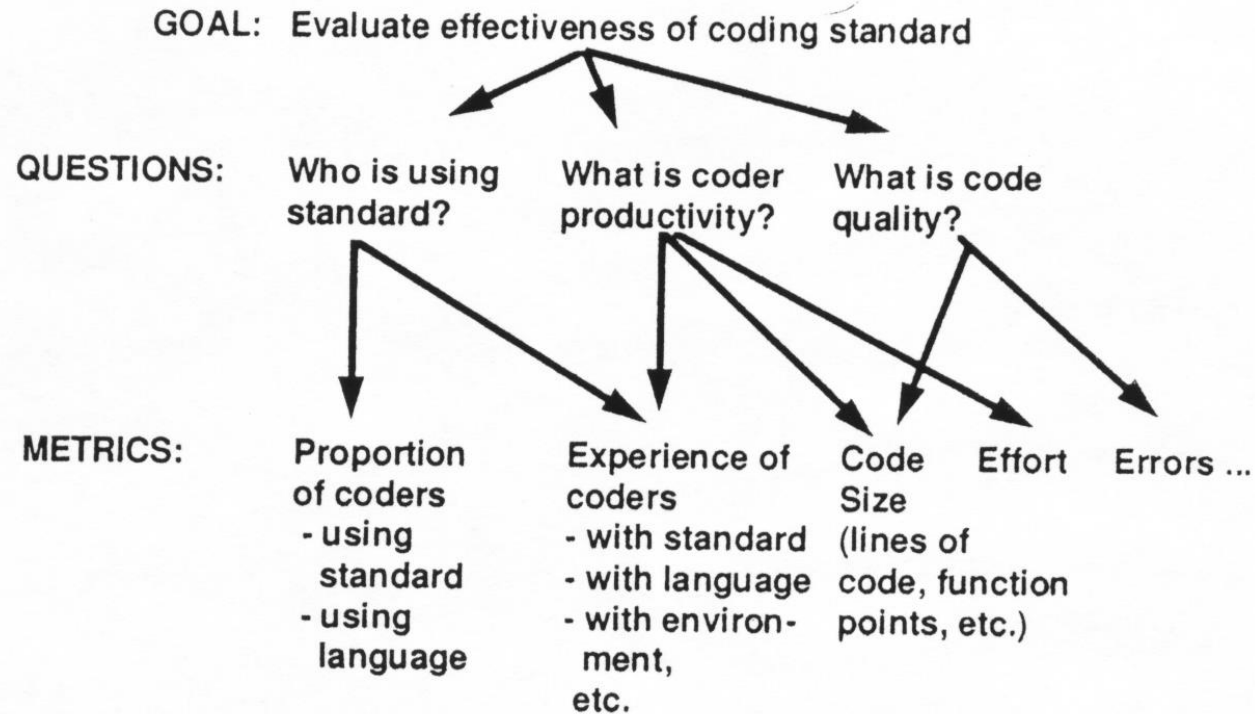 GOAL: Evaluate effectiveness of coding standard
QUESTIONS:
Who is using
standard?
What is coder
productivity?
What is code
quality?
METRICS:
Proportion
of coders
- using
standard
- using
language
Experience of
coders
- with standard
- with language
- with environ-
ment,
etc.
Code
Size
(lines of
code, function
points, etc.)
Effort
Errors ...